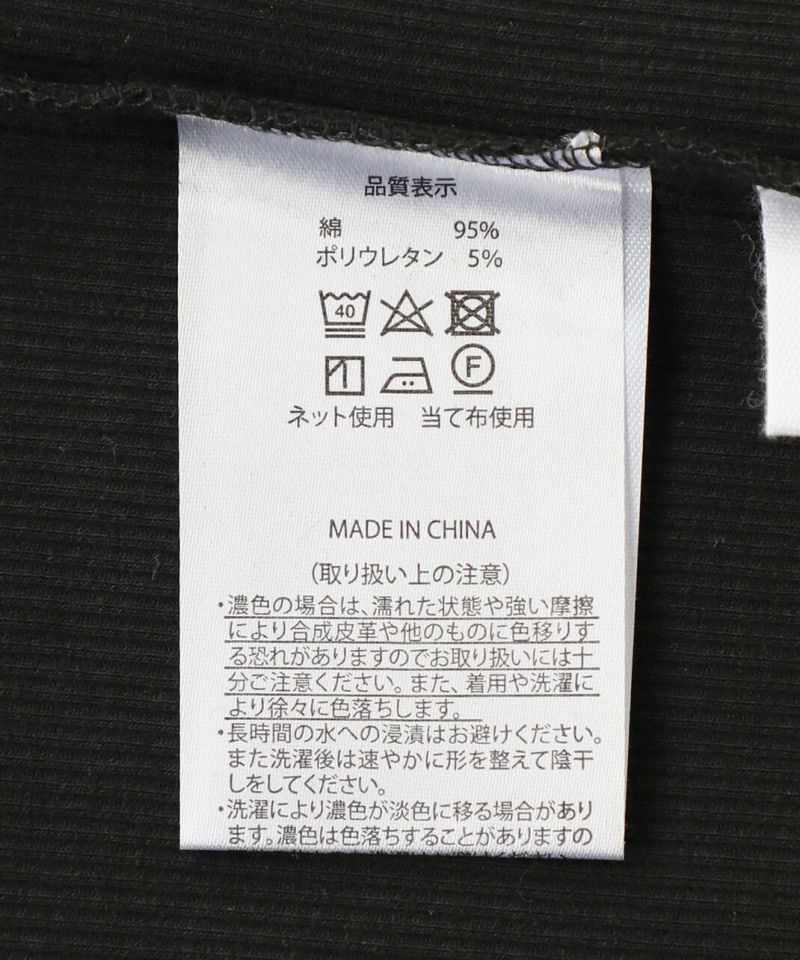 品質表示
綿 95%
ポリウレタン 5%
40
F
ネット使用 当て布使用
MADE IN CHINA
(取り扱い上の注意)
・濃色の場合は、濡れた状態や強い摩擦
により合成皮革や他のものに色移りす
る恐れがありますのでお取り扱いには十
分ご注意ください。また、着用や洗濯に
より徐々に色落ちします。
・長時間の水への浸漬はお避けください。
また洗濯後は速やかに形を整えて陰干
しをしてください。
・洗濯により濃色が淡色に移る場合があり
ます。濃色は色落ちすることがありますの